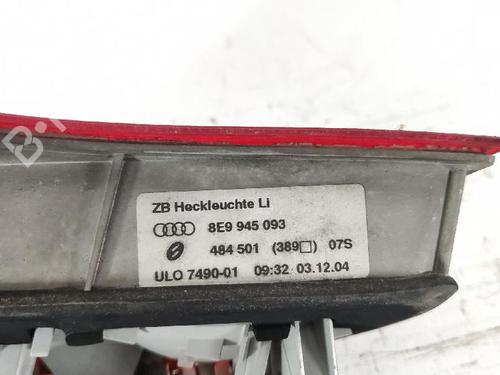 ZB Heckleuchte Li
8E9 945 093
484 501 (389□) 07S
ULO 7490-01 09:32 03.12.04